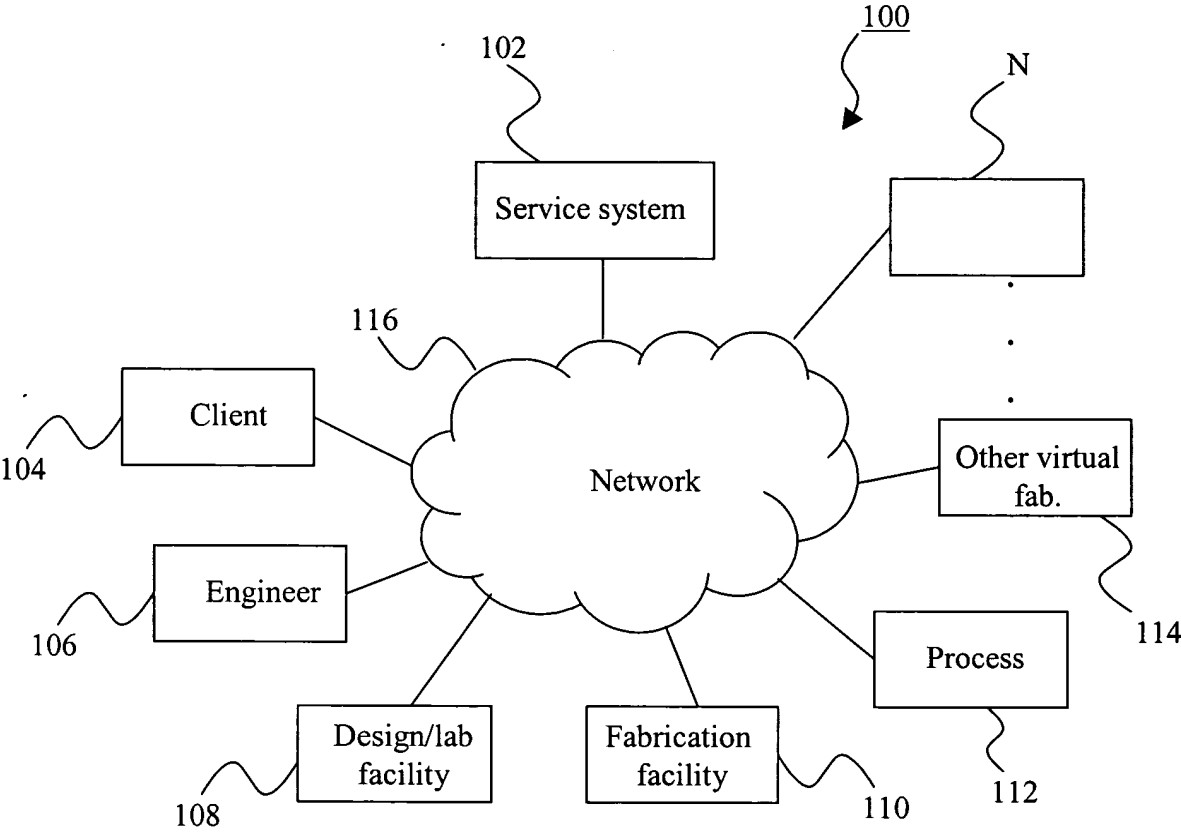 100
102
N
Service system
116
Client
Other virtual
fab.
104
Network
Engineer
106
114
Process
Design/lab
facility
Fabrication
facility
108
110
112